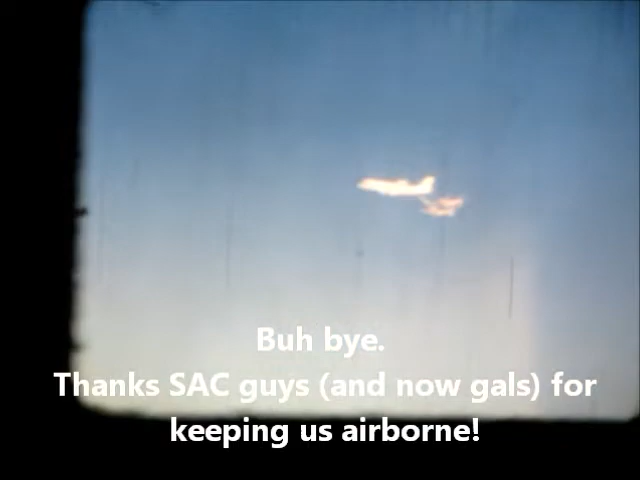 Buh bye.
Thanks SAC guys (and now gals) for
keeping us airborne!